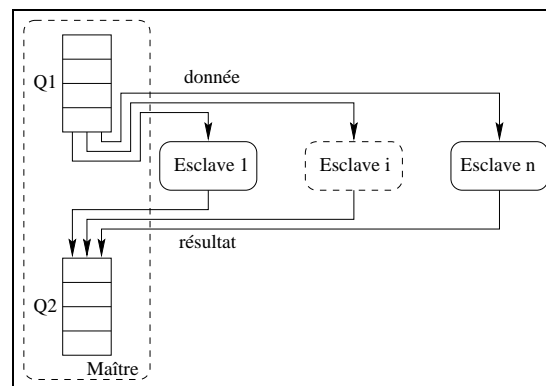 Q1
donnée
Esclave 1
Esclave i
Esclave n
résultat
Q2
Maître